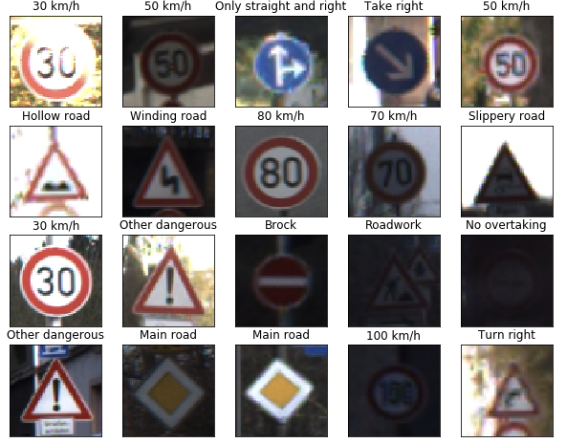 30 km/h 50 km/h Only straight and right Take right 50 km/h
30 50 50
Hollow road Winding road 80 km/h 70 km/h Slippery road
80 70
30 km/h Other dangerous Brock Roadwork No overtaking
30
Other dangerous Main road Main road 100 km/h Turn right
100